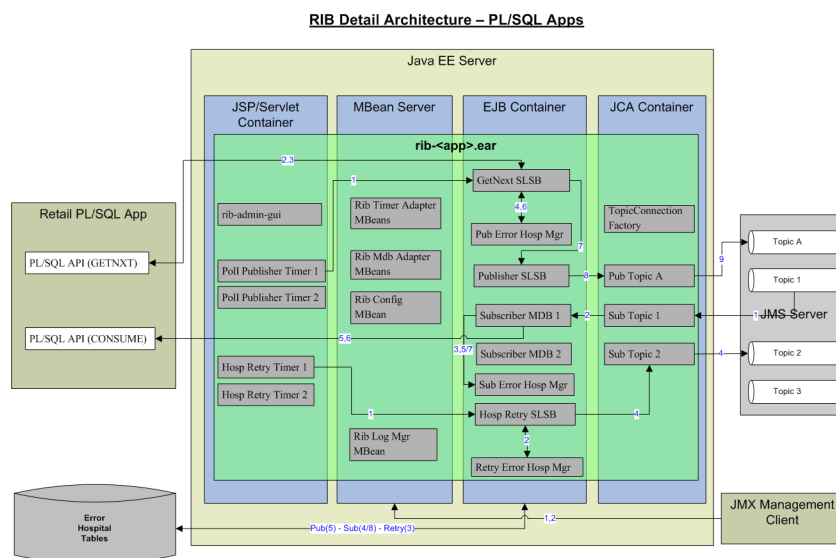 RIB Detail Architecture – PL/SQL Apps
Java EE Server
JSP/Servlet
Container
MBean Server
EJB Container
JCA Container
rib-<app>.ear
2,3
1
GetNext SLSB
Retail PL/SQL App
rib-admin-gui
Rib Timer Adapter
MBeans
4,6
TopicConnection
Factory
Pub Error Hosp Mgr
7
Topic A
9
PL/SQL API (GETNXT)
Poll Publisher Timer 1
Rib Mdb Adapter
MBeans
Publisher SLSB
8
Pub Topic A
Topic 1
Poll Publisher Timer 2
Rib Config
MBean
Subscriber MDB 1
2
Sub Topic 1
1
JMS Server
PL/SQL API (CONSUME)
5,6
3,5/7
Subscriber MDB 2
Sub Topic 2
4
Topic 2
Hosp Retry Timer 1
Sub Error Hosp Mgr
Hosp Retry Timer 2
Topic 3
1
Hosp Retry SLSB
4
Rib Log Mgr
MBean
2
Retry Error Hosp Mgr
JMX Management
Client
Error
Hospital
Tables
Pub(5) - Sub(4/8) - Retry(3)
1,2